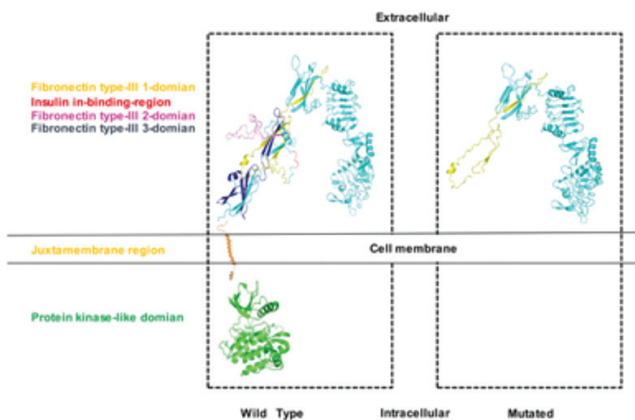 Extracellular
Fibronectin type-III 1-domian
Insulin in-binding-region
Fibronectin type-III 2-domian
Fibronectin type-III 3-domian
Juxtamembrane region
Cell membrane
Protein kinase-like domian
Wild Type
Intracellular
Mutated